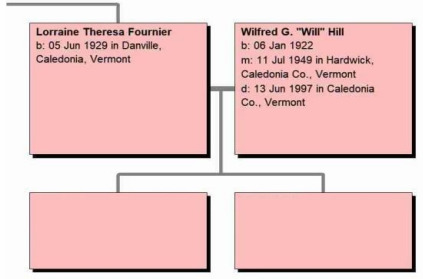 Lorraine Theresa Fournier
b: 05 Jun 1929 in Danville,
Caledonia, Vermont
Wilfred G. "Will" Hill
b: 06 Jan 1922
m: 11 Jul 1949 in Hardwick,
Caledonia Co., Vermont
d: 13 Jun 1997 in Caledonia
Co., Vermont